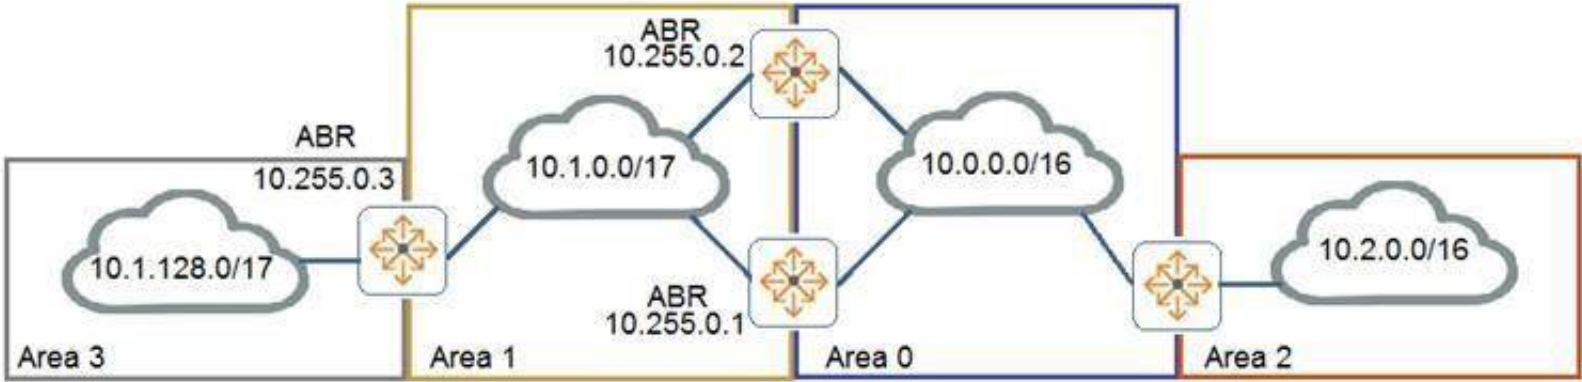 ABR
10.255.0.3
10.1.128.0/17
Area 3
ABR
10.255.0.2
10.1.0.0/17
ABR
10.255.0.1
Area 1
10.0.0.0/16
Area 0
10.2.0.0/16
Area 2